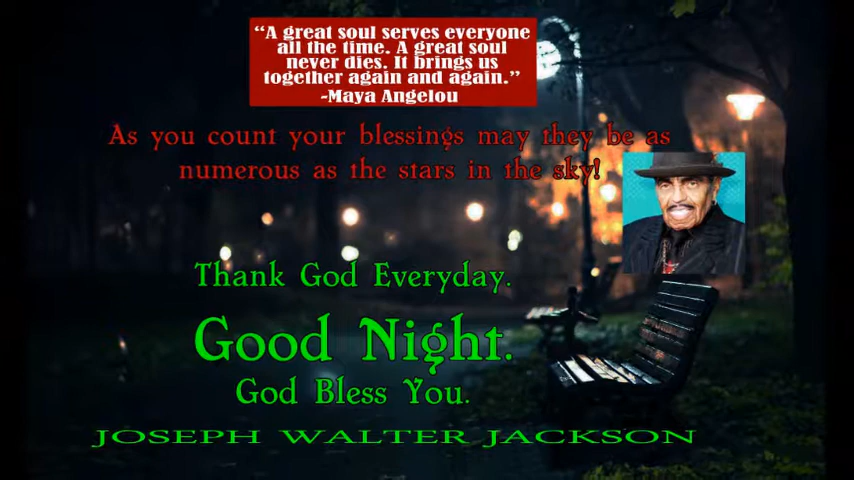 “A great soul serves everyone
all the time. A great soul
never dies. It brings us
together again and again.”
-Maya Angelou
As you count your blessings may they be as
numerous as the stars in the sky!
Thank God Everyday.
Good Night.
God Bless You.
JOSEPH WALTER JACKSON